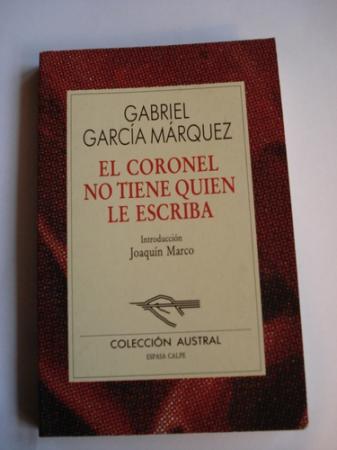 GABRIEL
GARCÍA MÁRQUEZ
EL CORONEL
NO TIENE QUIEN
LE ESCRIBA
Introducción
Joaquín Marco
COLECCIÓN AUSTRAL
ESPASA CALPE